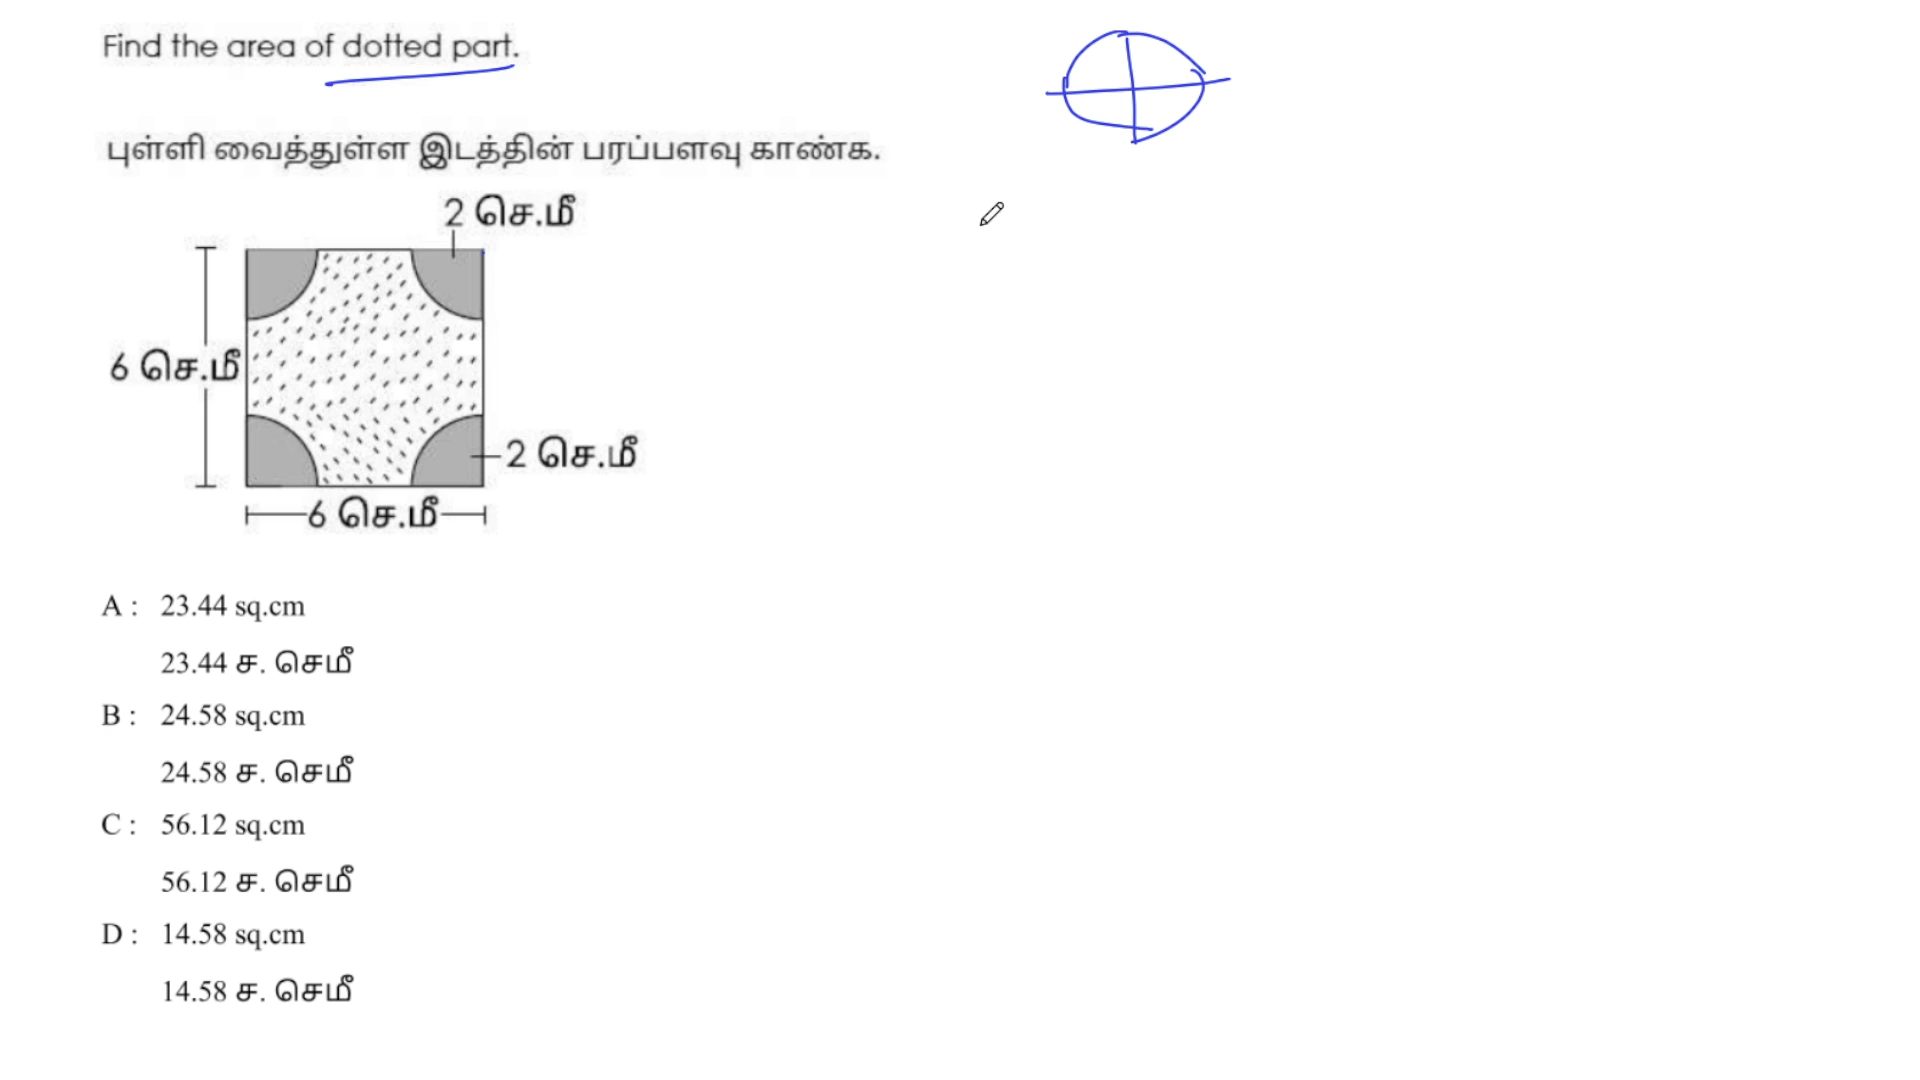 Find the area of dotted part.
புள்ளி வைத்துள்ள இடத்தின் பரப்பளவு காண்க.
2 செ.மீ
6 செ.மீ
2 செ.மீ
6 செ.மீ
A : 23.44 sq.cm
23.44 ச. செமீ
B : 24.58 sq.cm
24.58 ச. செமீ
C : 56.12 sq.cm
56.12 ச. செமீ
D : 14.58 sq.cm
14.58 ச. செமீ